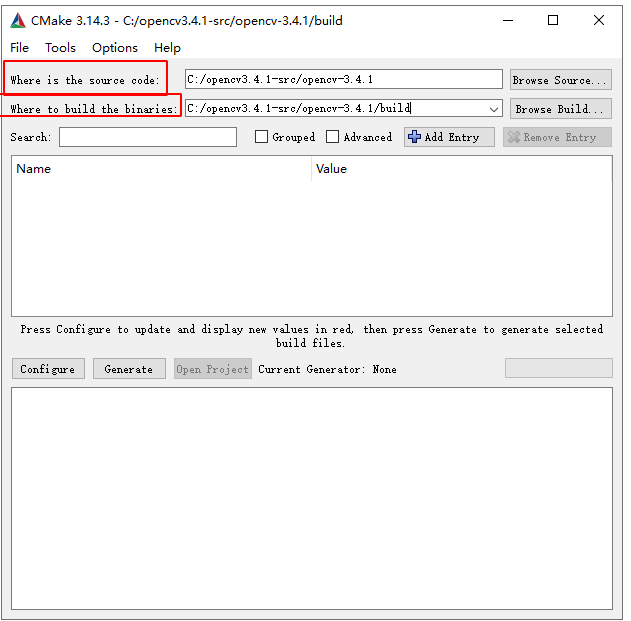 CMake 3.14.3 - C:/opencv3.4.1-src/opencv-3.4.1/build
File Tools Options Help
Where is the source code: C:/opencv3.4.1-src/opencv-3.4.1 Browse Source...
Where to build the binaries: C:/opencv3.4.1-src/opencv-3.4.1/build Browse Build...
Search: Grouped Advanced Add Entry Remove Entry
Name Value
Press Configure to update and display new values in red, then press Generate to generate selected
build files.
Configure Generate Open Project Current Generator: None